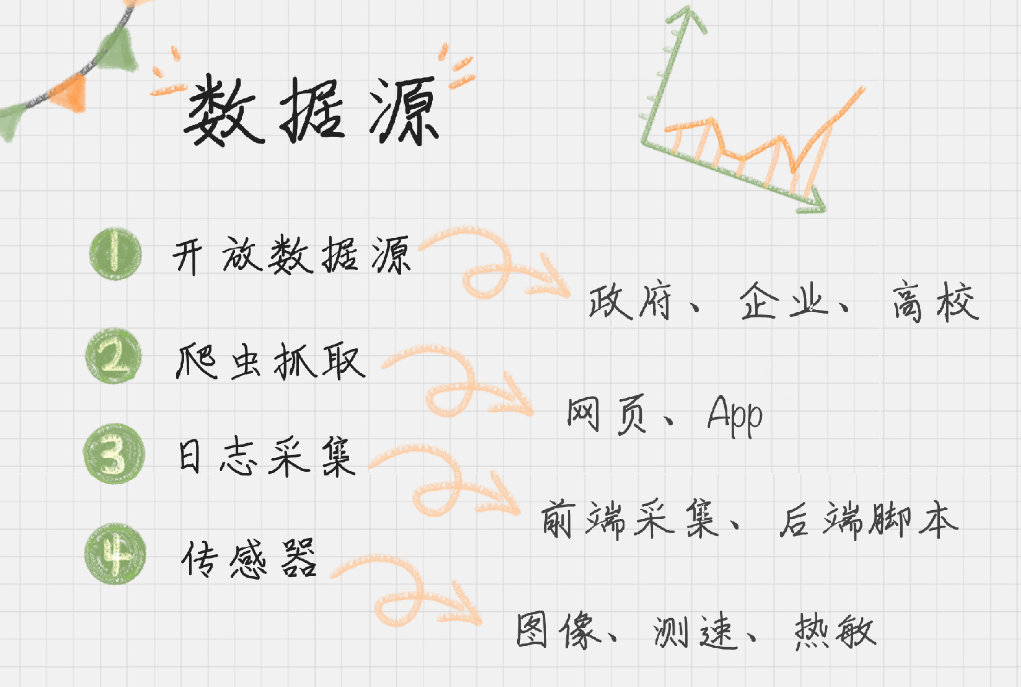 数据源
1 开放数据源
政府、企业、高校
2 爬虫抓取
网页、App
3 日志采集
前端采集、后端脚本
4 传感器
图像、测速、热敏